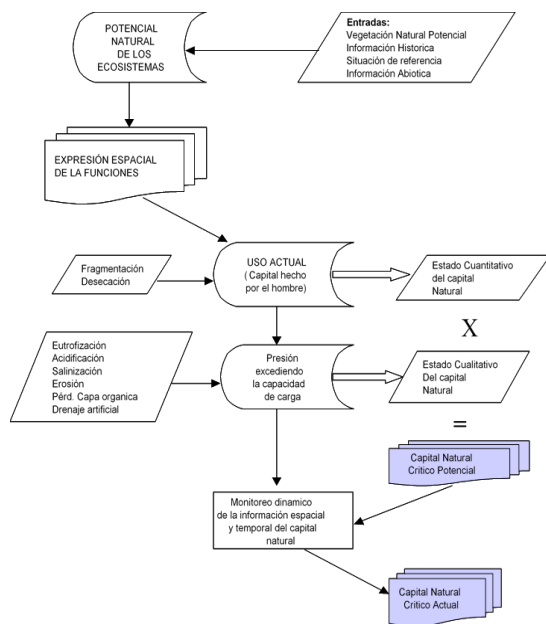 POTENCIAL
NATURAL
DE LOS
ECOSISTEMAS
Entradas:
Vegetación Natural Potencial
Información Historica
Situación de referencia
Información Abiotica
EXPRESIÓN ESPACIAL
DE LA FUNCIONES
Fragmentación
Desecación
USO ACTUAL
( Capital hecho
por el hombre)
Estado Cuantitativo
del capital
Natural
X
Eutrofización
Acidificación
Salinización
Erosión
Pérd. Capa organica
Drenaje artificial
Presión
excediendo
la capacidad
de carga
Estado Cualitativo
Del capital
Natural
=
Capital Natural
Critico Potencial
Monitoreo dinamico
de la información espacial
y temporal del capital
natural
Capital Natural
Critico Actual